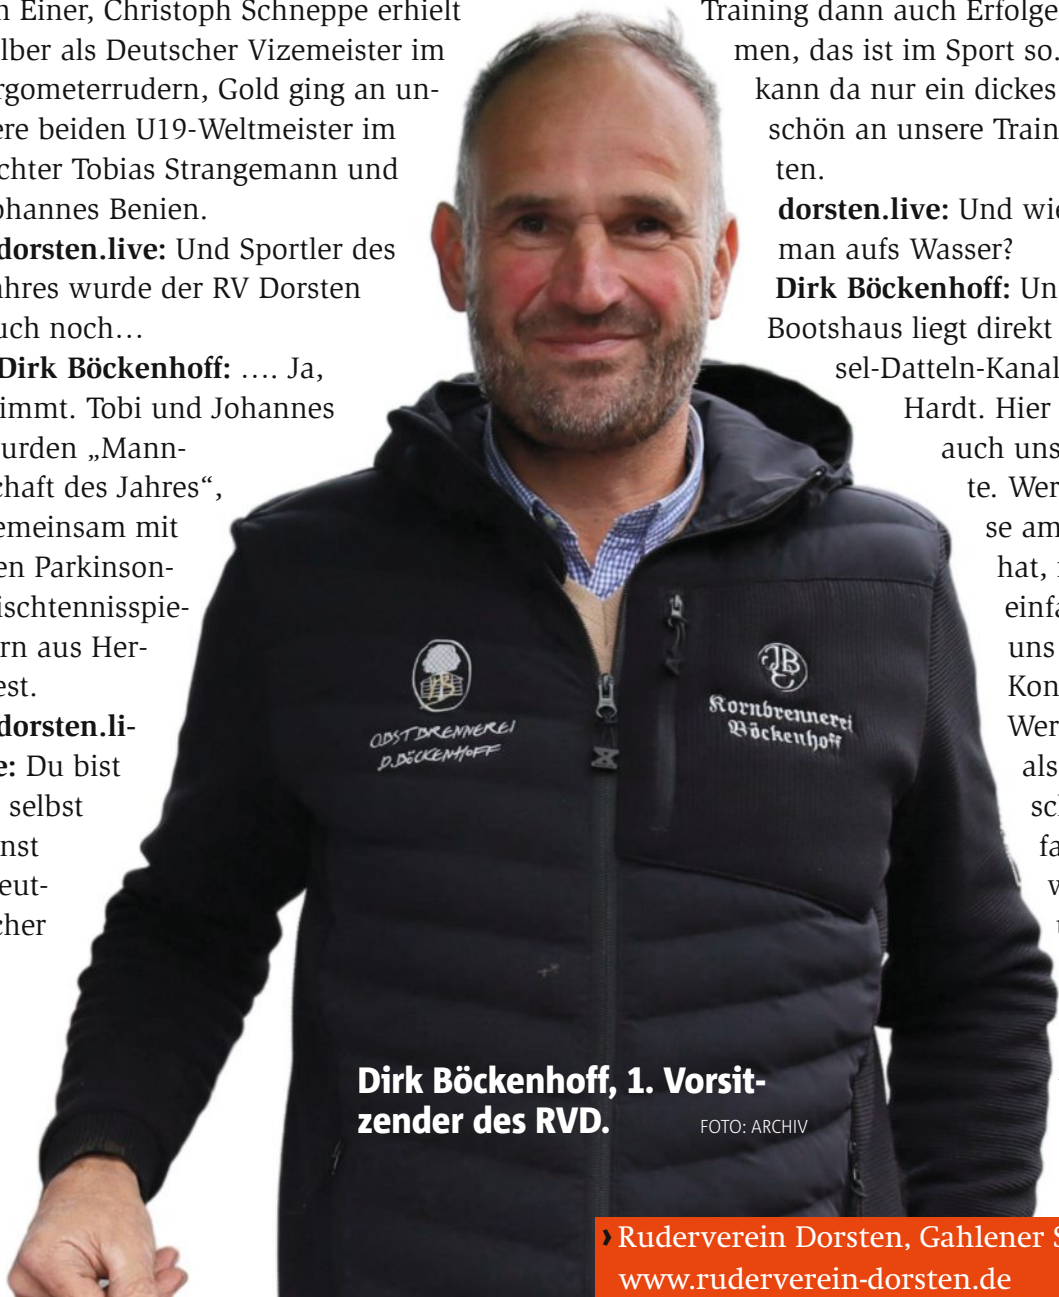 n Einer, Christoph Schneppe erhielt
lber als Deutscher Vizemeister im
rgometerrudern, Gold ging an un-
ere beiden U19-Weltmeister im
chter Tobias Strangemann und
ohannes Benien.
dorsten.live: Und Sportler des
ahres wurde der RV Dorsten
uch noch…
Dirk Böckenhoff: …. Ja,
immt. Tobi und Johannes
urden „Mann-
chaft des Jahres“,
emeinsam mit
en Parkinson-
ischtennisspie-
rn aus Her-
est.
dorsten.li-
e: Du bist
selbst
nst
eut-
cher
Training dann auch Erfolge
men, das ist im Sport so.
kann da nur ein dickes
schön an unsere Train
ten.
dorsten.live: Und wie
man aufs Wasser?
Dirk Böckenhoff: Un
Bootshaus liegt direkt
sel-Datteln-Kanal
Hardt. Hier
auch uns
te. Wer
se am
hat,
einfa
uns
Kon
Wer
als
sch
fa
w
OBSTBRENNEREI
D. BÖCKENHOFF
JB
Kornbrennerei
Böckenhoff
Dirk Böckenhoff, 1. Vorsit-
zender des RVD.
FOTO: ARCHIV
› Ruderverein Dorsten, Gahlener S
www.ruderverein-dorsten.de